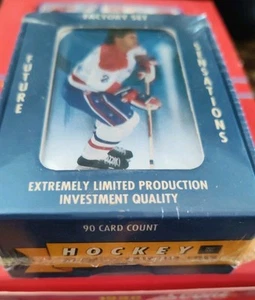 FACTORY SET
FUTURE
SENSATIONS
EXTREMELY LIMITED PRODUCTION
INVESTMENT QUALITY
90 CARD COUNT
HOCKEY